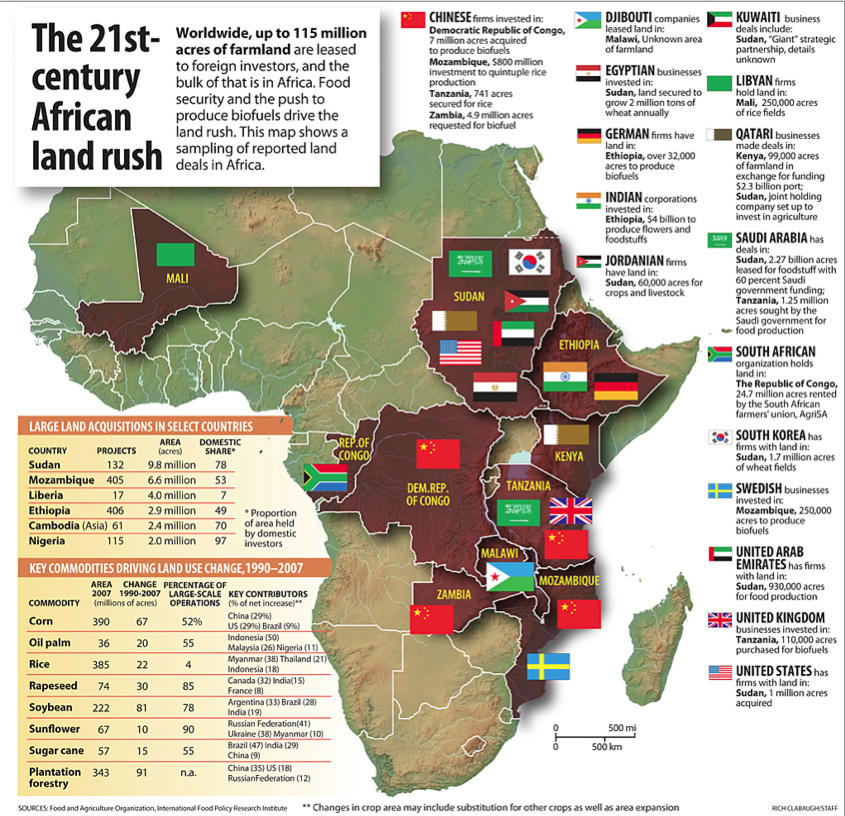 The 21st-
century
African
land rush
Worldwide, up to 115 million
acres of farmland are leased
to foreign investors, and the
bulk of that is in Africa. Food
security and the push to
produce biofuels drive the
land rush. This map shows a
sampling of reported land
deals in Africa.
CHINESE firms invested in:
Democratic Republic of Congo,
7 million acres acquired
to produce biofuels
Mozambique, $800 million
investment to quintuple rice
production
Tanzania, 741 acres
secured for rice
Zambia, 4.9 million acres
requested for biofuel
DJIBOUTI companies
leased land in:
Malawi, Unknown area
of farmland
EGYPTIAN businesses
invested in:
Sudan, land secured to
grow 2 million tons of
wheat annually
GERMAN firms have
land in:
Ethiopia, over 32,000
acres to produce
biofuels
INDIAN corporations
invested in:
Ethiopia, $4 billion to
produce flowers and
foodstuffs
JORDANIAN firms
have land in:
Sudan, 60,000 acres for
crops and livestock
KUWAITI business
deals include:
Sudan, "Giant" strategic
partnership, details
unknown
LIBYAN firms
hold land in:
Mali, 250,000 acres
of rice fields
QATARI businesses
made deals in:
Kenya, 99,000 acres
of farmland in
exchange for funding
$2.3 billion port;
Sudan, joint holding
company set up to
invest in agriculture
SAUDI ARABIA has
deals in:
Sudan, 2.27 billion acres
leased for foodstuff with
60 percent Saudi
government funding;
Tanzania, 1.25 million
acres sought by the
Saudi government for
food production
SOUTH AFRICAN
organization holds
land in:
The Republic of Congo,
24.7 million acres rented
by the South African
farmers' union, AgriSA
SOUTH KOREA has
firms with land in:
Sudan, 1.7 million acres
of wheat fields
SWEDISH businesses
invested in:
Mozambique, 250,000
acres to produce
biofuels
UNITED ARAB
EMIRATES has firms
with land in:
Sudan, 930,000 acres
for food production
UNITED KINGDOM
businesses invested in:
Tanzania, 110,000 acres
purchased for biofuels
UNITED STATES has
firms with land in:
Sudan, 1 million acres
acquired
MALI
SUDAN
ETHIOPIA
REP. OF
CONGO
DEM. REP.
OF CONGO
KENYA
TANZANIA
MALAWI
ZAMBIA
MOZAMBIQUE
LARGE LAND ACQUISITIONS IN SELECT COUNTRIES
COUNTRY PROJECTS AREA (acres) DOMESTIC SHARE*
Sudan 132 9.8 million 78
Mozambique 405 6.6 million 53
Liberia 17 4.0 million 7
Ethiopia 406 2.9 million 49
Cambodia (Asia) 61 2.4 million 70
Nigeria 115 2.0 million 97
* Proportion
of area held
by domestic
investors
KEY COMMODITIES DRIVING LAND USE CHANGE, 1990–2007
COMMODITY AREA 2007 CHANGE 1990-2007 (millions of acres) PERCENTAGE OF LARGE-SCALE OPERATIONS KEY CONTRIBUTORS (% of net increase)**
Corn 390 67 52% China (29%)
US (29%) Brazil (9%)
Oil palm 36 20 55 Indonesia (50)
Malaysia (26) Nigeria (11)
Rice 385 22 4 Myanmar (38) Thailand (21)
Indonesia (18)
Rapeseed 74 30 85 Canada (32) India(15)
France (8)
Soybean 222 81 78 Argentina (33) Brazil (28)
India (19)
Sunflower 67 10 90 Russian Federation(41)
Ukraine (38) Myanmar (10)
Sugar cane 57 15 55 Brazil (47) India (29)
China (9)
Plantation forestry 343 91 n.a. China (35) US (18)
RussianFederation (12)
0 500 mi
0 500 km
SOURCES: Food and Agriculture Organization, International Food Policy Research Institute
** Changes in crop area may include substitution for other crops as well as area expansion
RICH CLABAUGH/STAFF